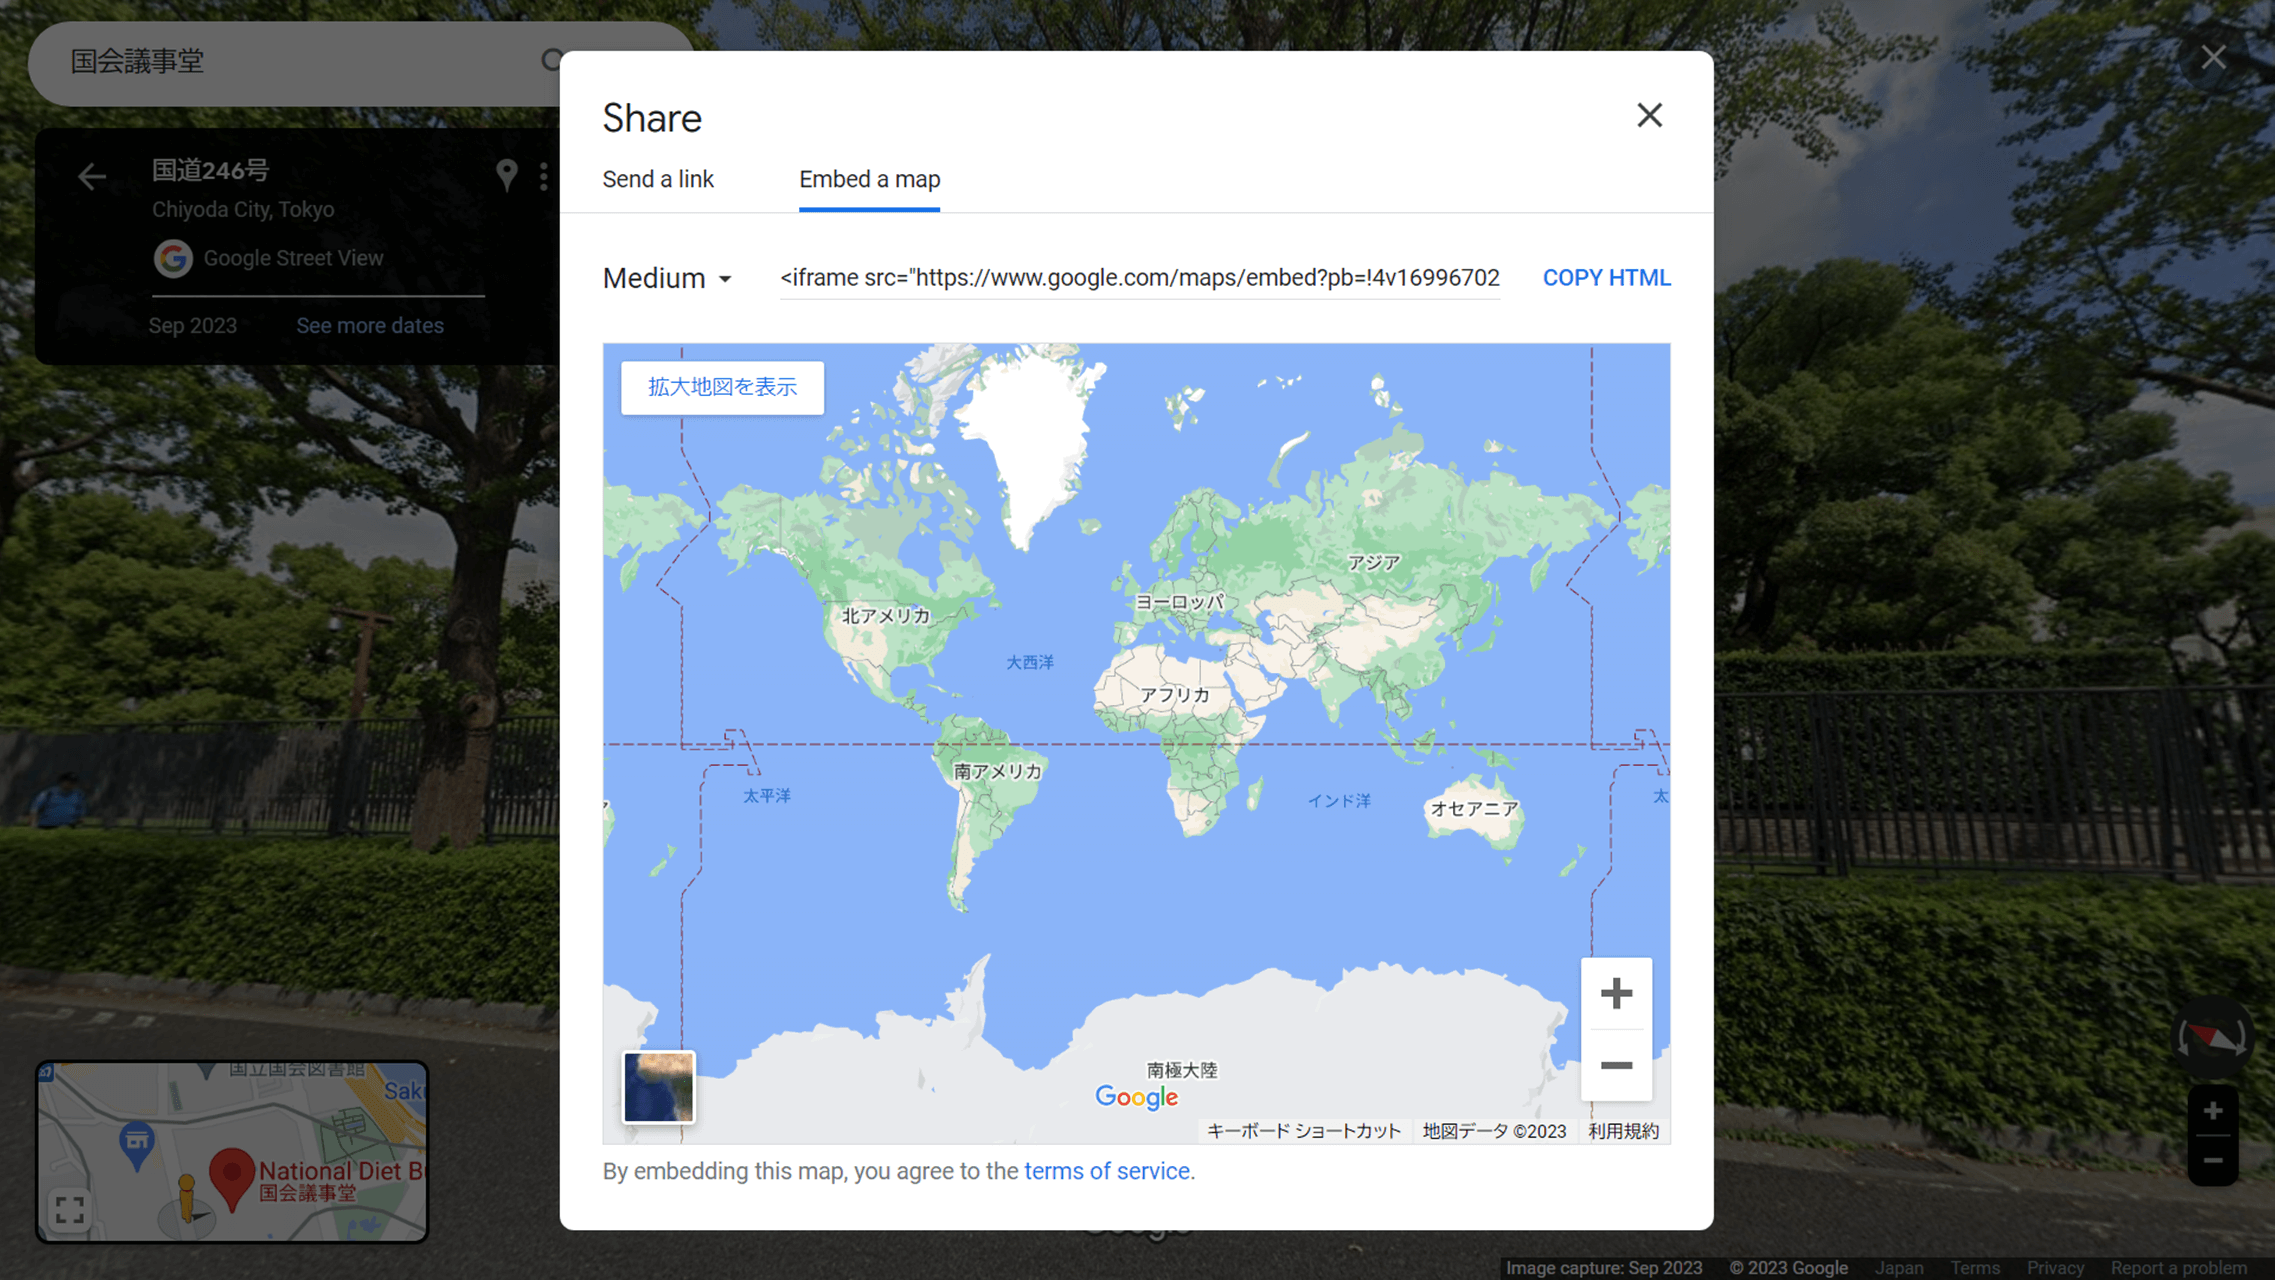 国会議事堂
国道246号
Chiyoda City, Tokyo
Google Street View
Sep 2023
See more dates
Share
Send a link
Embed a map
Medium
<iframe src="https://www.google.com/maps/embed?pb=!4v16996702
COPY HTML
拡大地図を表示
アジア
ヨーロッパ
北アメリカ
大西洋
アフリカ
南アメリカ
太平洋
インド洋
オセアニア
太
南極大陸
Google
キーボード ショートカット
地図データ ©2023
利用規約
By embedding this map, you agree to the terms of service.
国立国会図書館
Saku
National Diet B
国会議事堂
Image capture: Sep 2023
© 2023 Google
Japan
Terms
Privacy
Report a problem